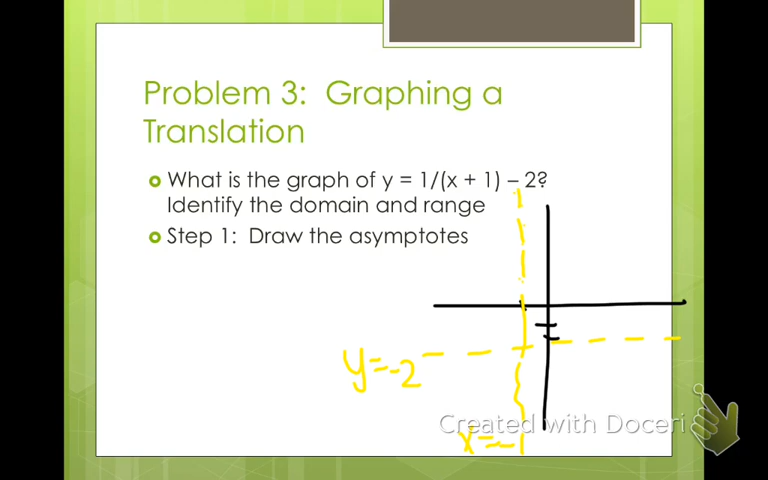 Problem 3: Graphing a
Translation
What is the graph of y = 1/(x + 1) – 2?
Identify the domain and range
Step 1: Draw the asymptotes
y=-2
Created with Doceri
x=-1